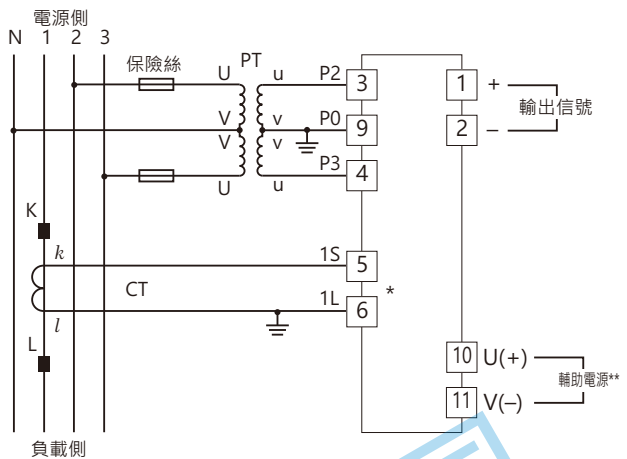 電源側
N 1 2 3
保險絲
PT
U u P2 3
V v P0 9
V v
U u P3 4
1 +
2 –
輸出信號
K
k 1S 5
CT
l 1L 6 *
L
10 U(+)
11 V(–)
輔助電源**
負載側